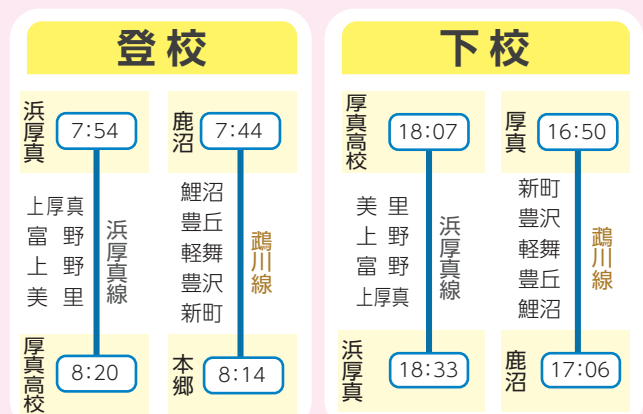 登校
浜厚真
7:54
上厚真
富野
上野
美里
浜厚真線
厚真高校
8:20
鹿沼
7:44
鯉沼
豊丘
軽舞
豊沢
新町
鵡川線
本郷
8:14
下校
厚真高校
18:07
美里
上野
富野
上厚真
浜厚真線
浜厚真
18:33
厚真
16:50
新町
豊沢
軽舞
豊丘
鯉沼
鵡川線
鹿沼
17:06